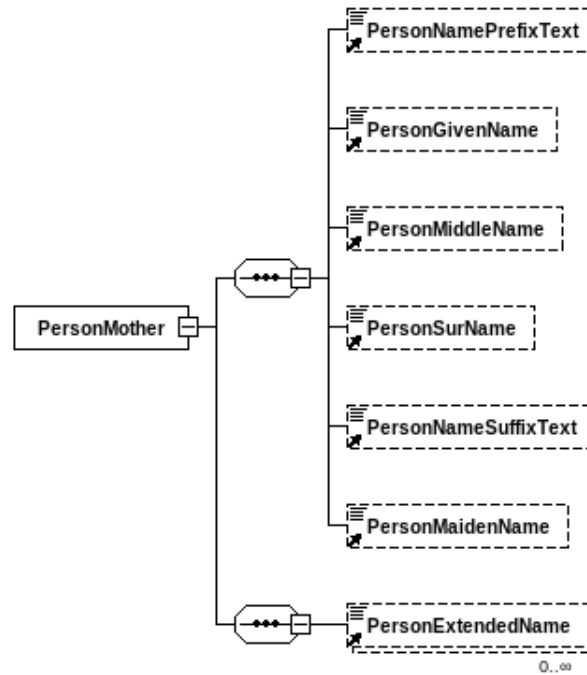 PersonNamePrefixText
PersonGivenName
PersonMiddleName
PersonMother
PersonSurName
PersonNameSuffixText
PersonMaidenName
PersonExtendedName
0..∞